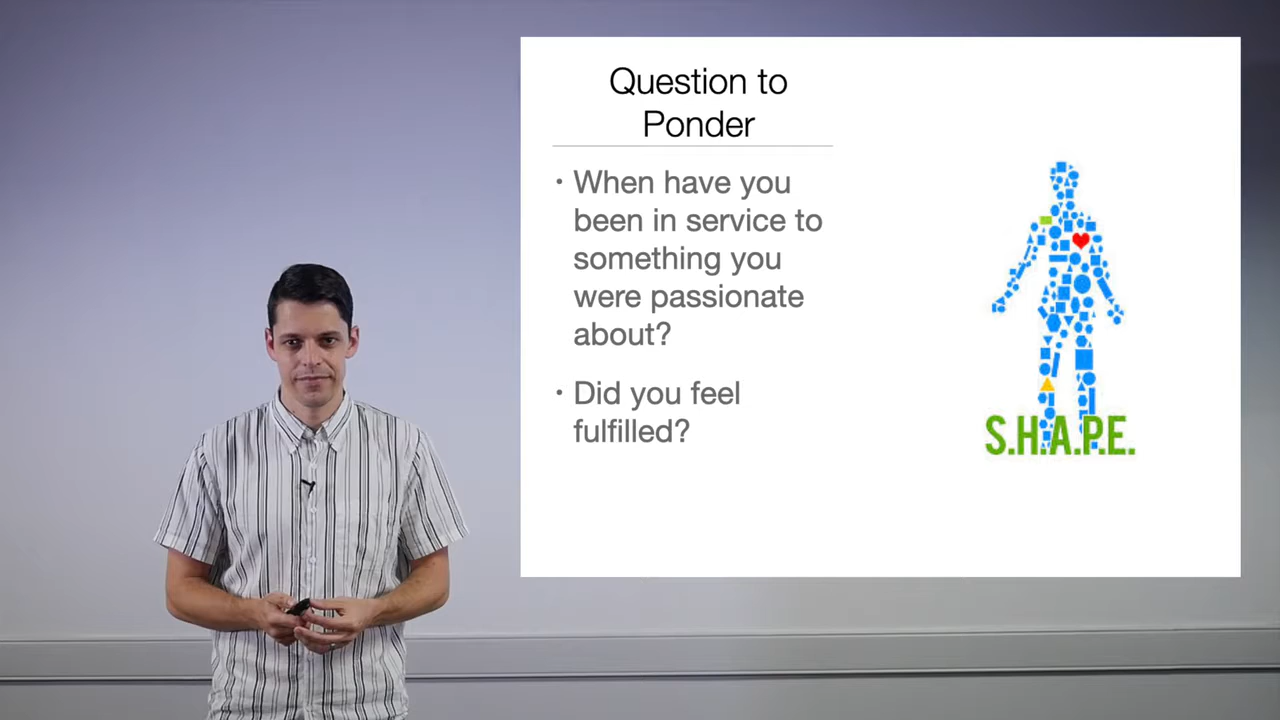 Question to
Ponder
• When have you
been in service to
something you
were passionate
about?
• Did you feel
fulfilled?
S.H.A.P.E.